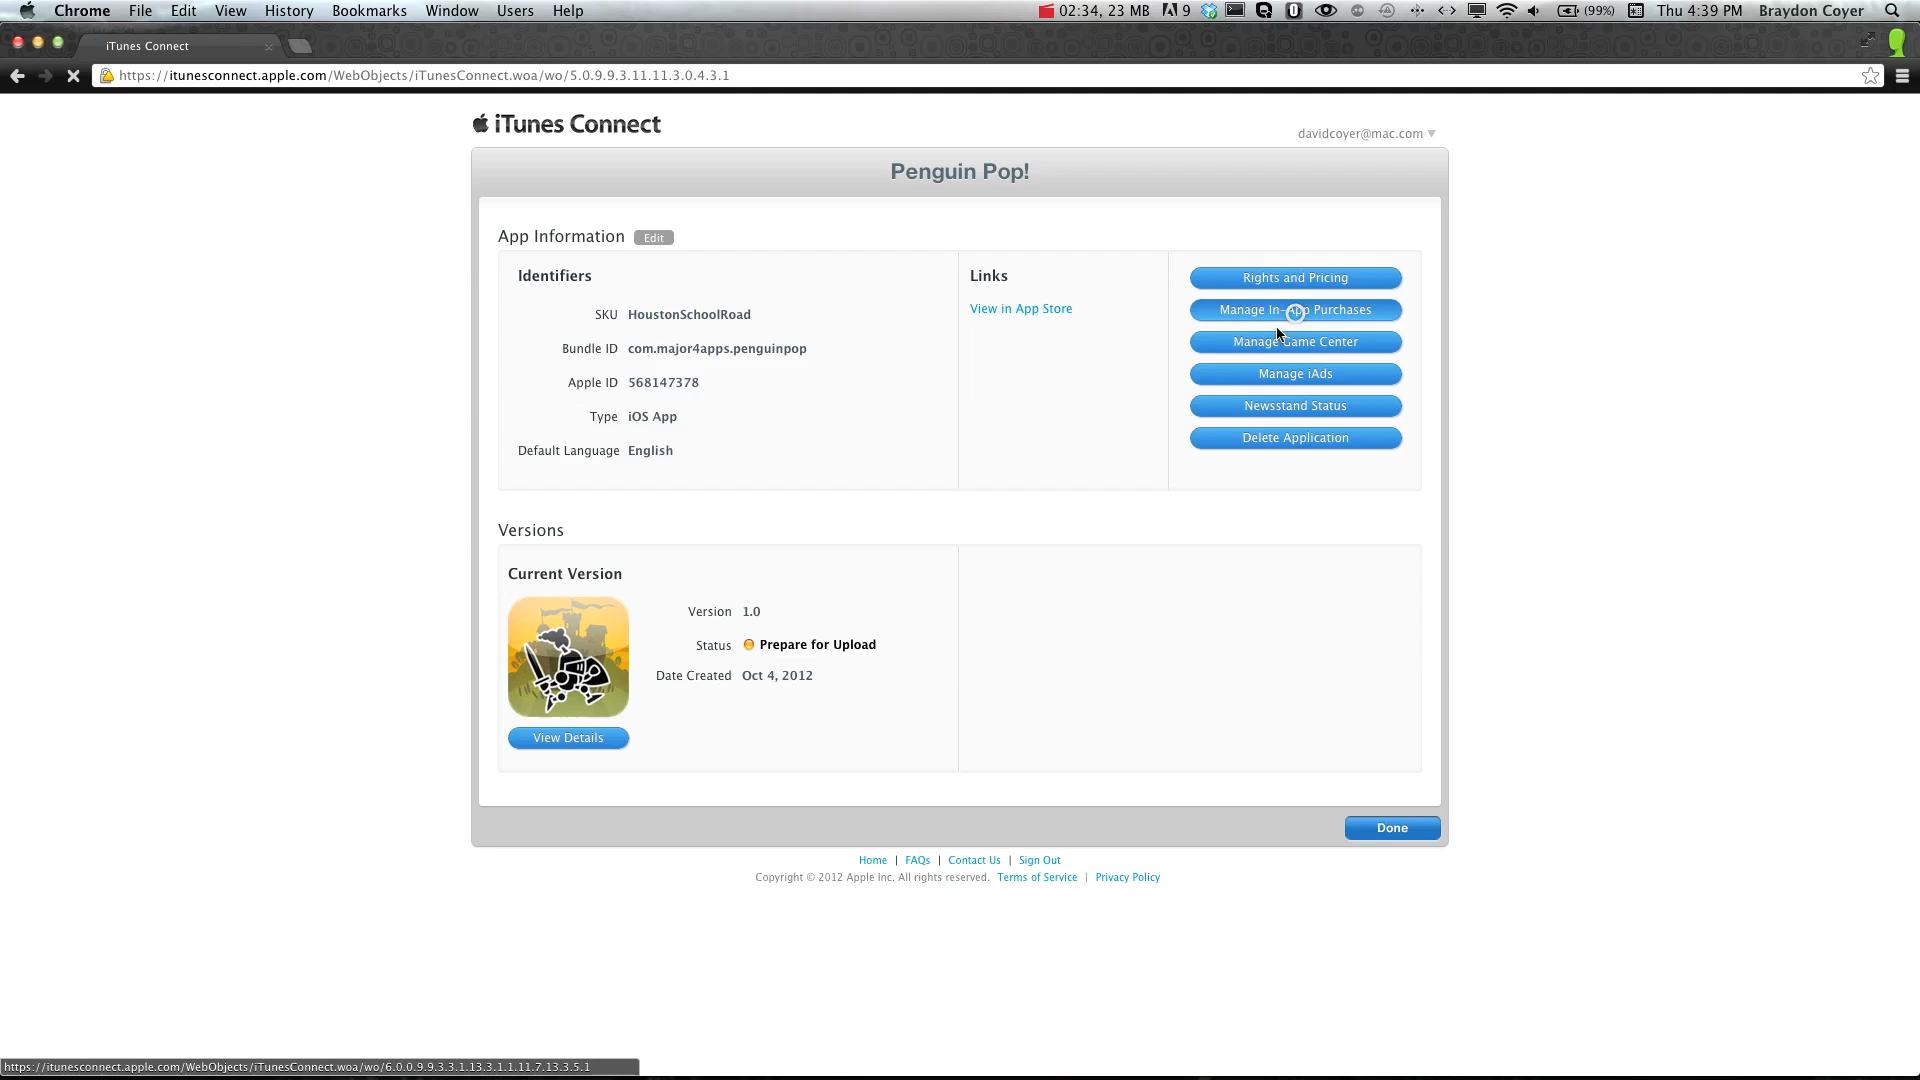 Chrome File Edit View History Bookmarks Window Users Help 02:34, 23 MB 9 (99%) Thu 4:39 PM Braydon Coyer
iTunes Connect
https://itunesconnect.apple.com/WebObjects/iTunesConnect.woa/wo/5.0.9.9.3.11.11.3.0.4.3.1
iTunes Connect
davidcoyer@mac.com
Penguin Pop!
App Information Edit
Identifiers
SKU HoustonSchoolRoad
Bundle ID com.major4apps.penguinpop
Apple ID 568147378
Type iOS App
Default Language English
Links
View in App Store
Rights and Pricing
Manage In-App Purchases
Manage Game Center
Manage iAds
Newsstand Status
Delete Application
Versions
Current Version
Version 1.0
Status Prepare for Upload
Date Created Oct 4, 2012
View Details
Done
Home | FAQs | Contact Us | Sign Out
Copyright © 2012 Apple Inc. All rights reserved. Terms of Service | Privacy Policy
https://itunesconnect.apple.com/WebObjects/iTunesConnect.woa/wo/6.0.0.9.9.3.3.1.13.3.1.1.11.7.13.3.5.1